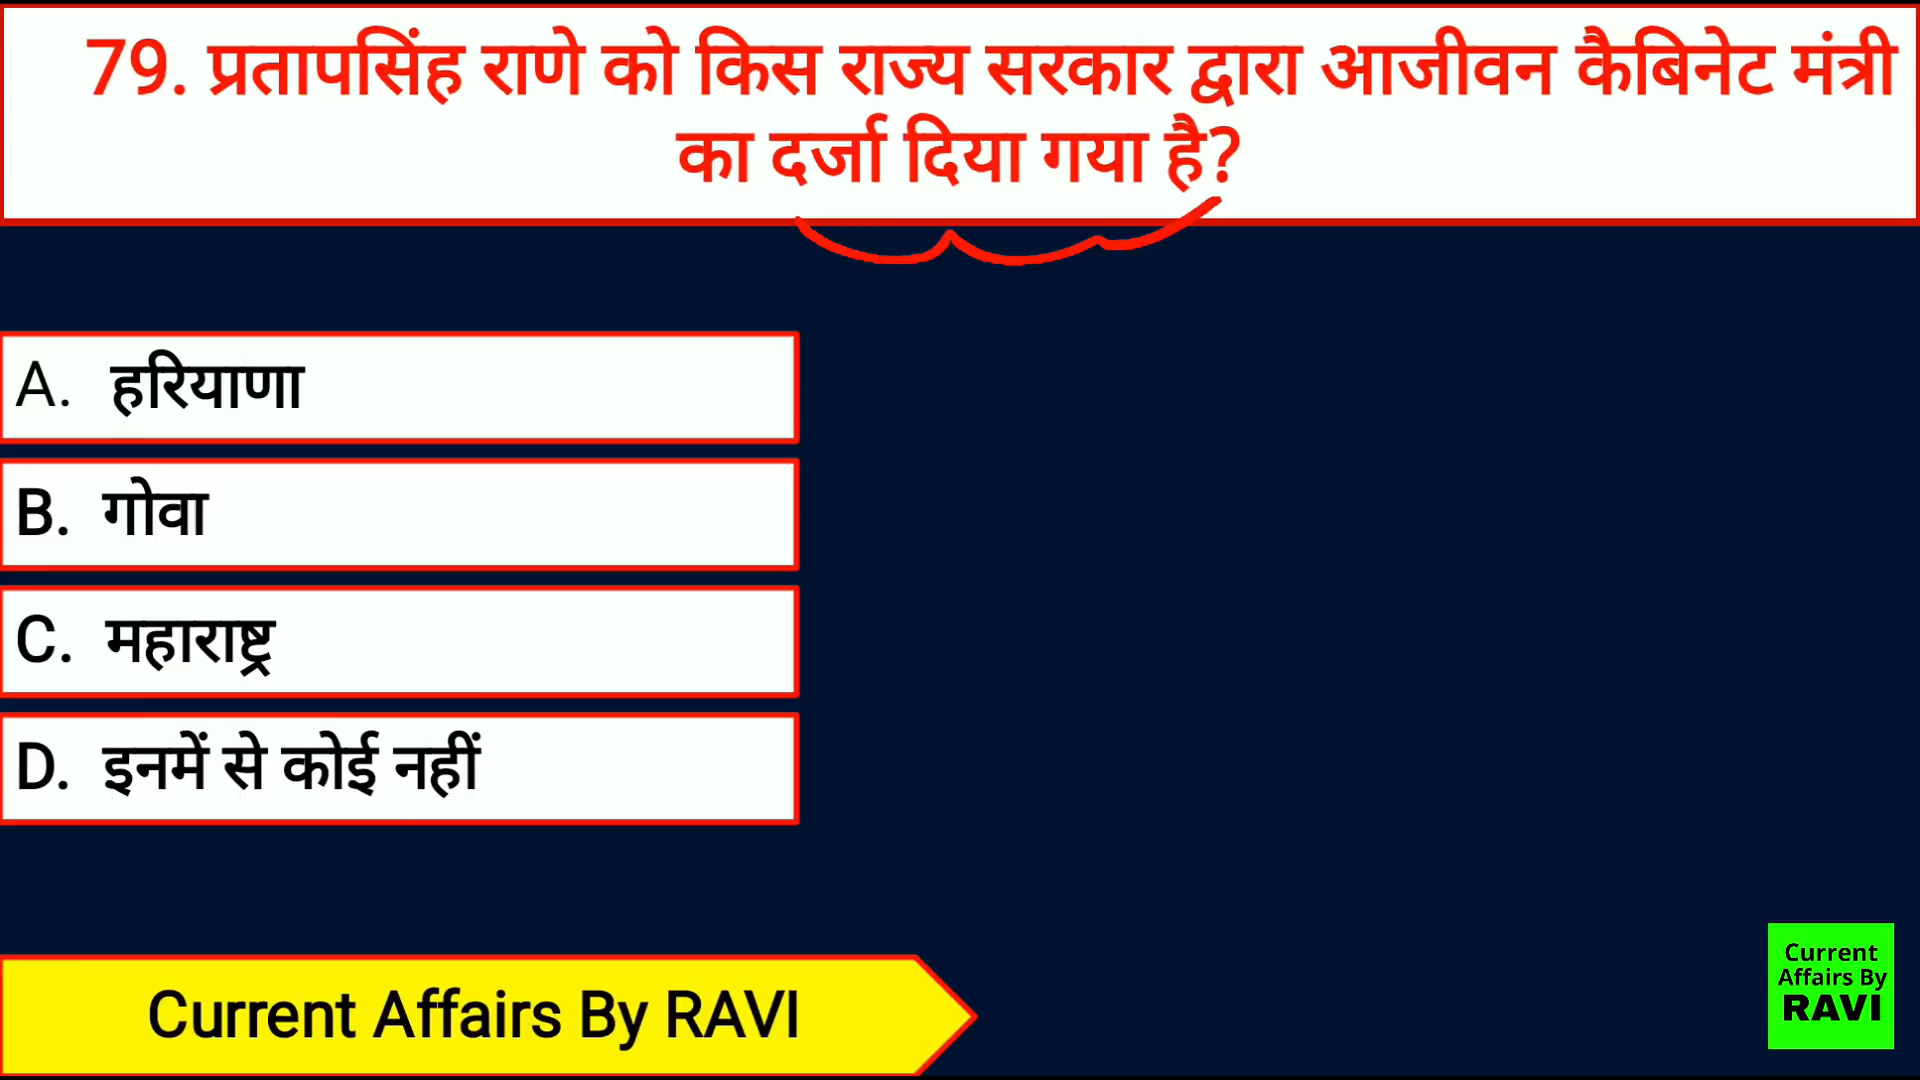 79. प्रतापसिंह राणे को किस राज्य सरकार द्वारा आजीवन कैबिनेट मंत्री
का दर्जा दिया गया है?
A. हरियाणा
B. गोवा
C. महाराष्ट्र
D. इनमें से कोई नहीं
Current Affairs By RAVI
Current
Affairs By
RAVI